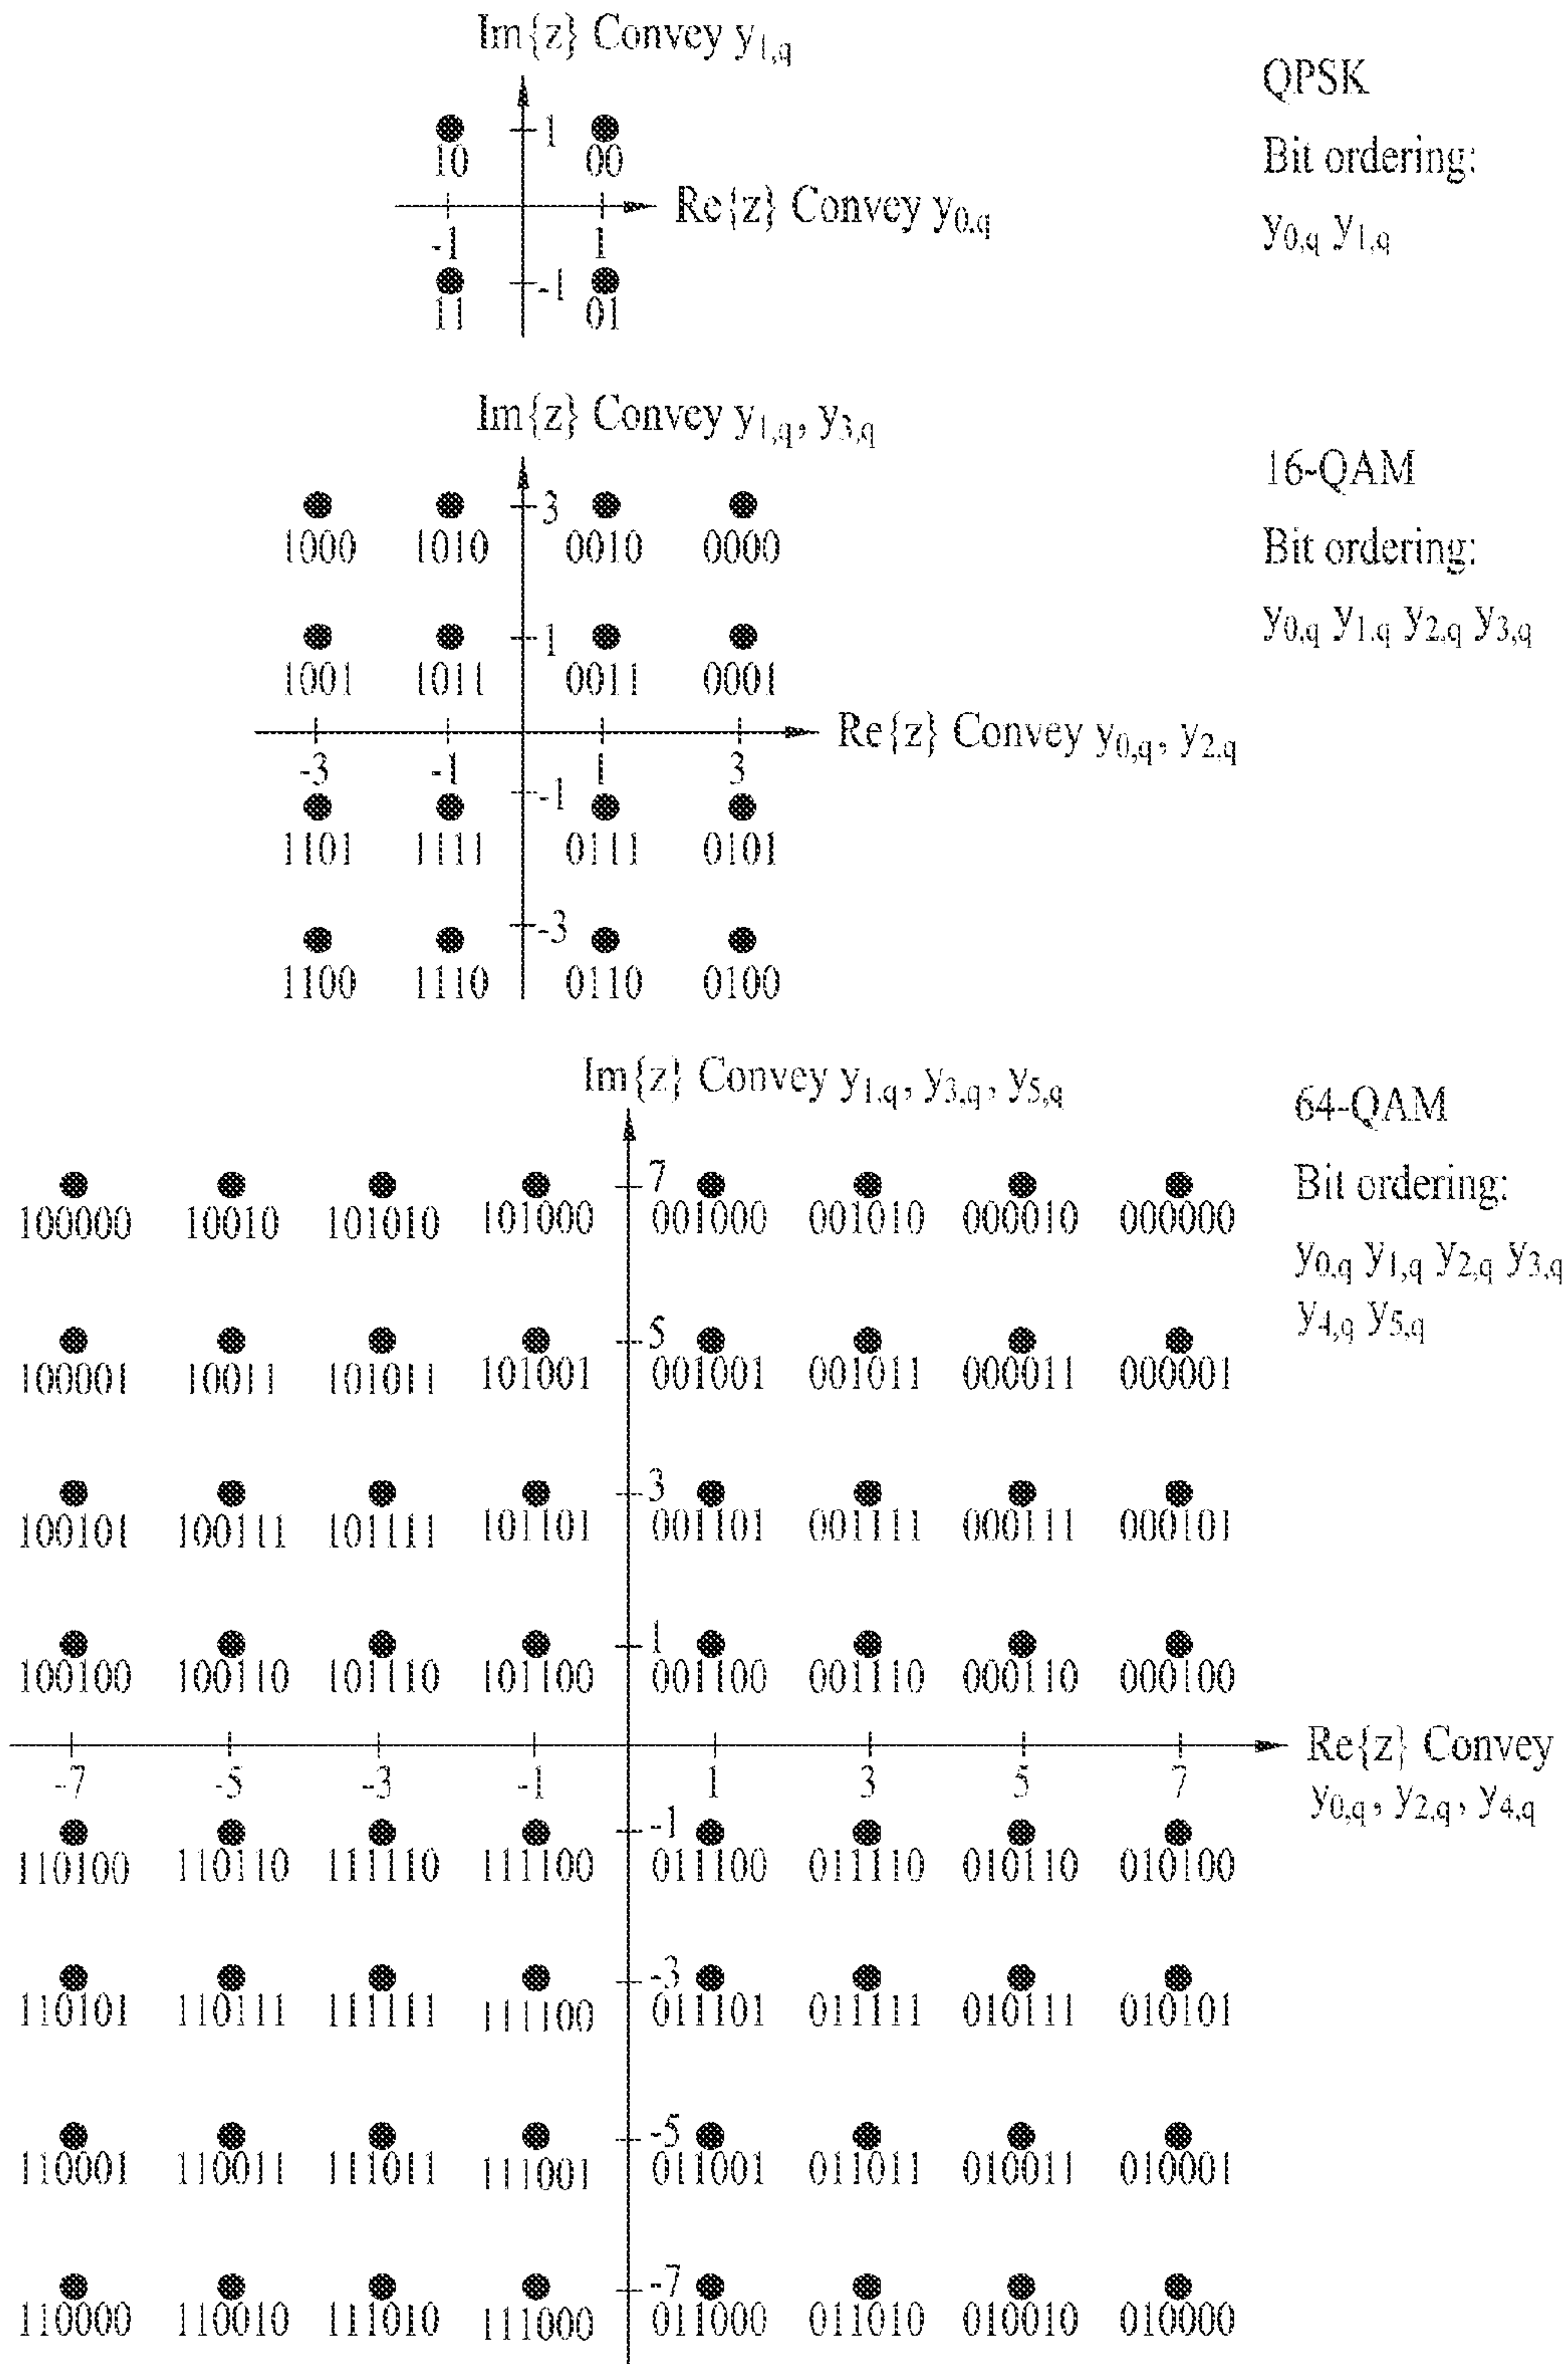 Im{z} Convey y1,q
QPSK
Bit ordering:
y0,q y1,q
1
10 00
Re{z} Convey y0,q
-1 1
-1
11 01
Im{z} Convey y1,q, y3,q
16-QAM
Bit ordering:
y0,q y1,q y2,q y3,q
3
1000 1010 0010 0000
1
1001 1011 0011 0001
Re{z} Convey y0,q, y2,q
-3 -1 1 3
-1
1101 1111 0111 0101
-3
1100 1110 0110 0100
Im{z} Convey y1,q, y3,q, y5,q
64-QAM
Bit ordering:
y0,q y1,q y2,q y3,q
y4,q y5,q
7
100000 10010 101010 101000 001000 001010 000010 000000
5
100001 10011 101011 101001 001001 001011 000011 000001
3
100101 100111 101111 101101 001101 001111 000111 000101
1
100100 100110 101110 101100 001100 001110 000110 000100
Re{z} Convey
y0,q, y2,q, y4,q
-7 -5 -3 -1 1 3 5 7
-1
110100 110110 111110 111100 011100 011110 010110 010100
-3
110101 110111 111111 111100 011101 011111 010111 010101
-5
110001 110011 111011 111001 011001 011011 010011 010001
-7
110000 110010 111010 111000 011000 011010 010010 010000